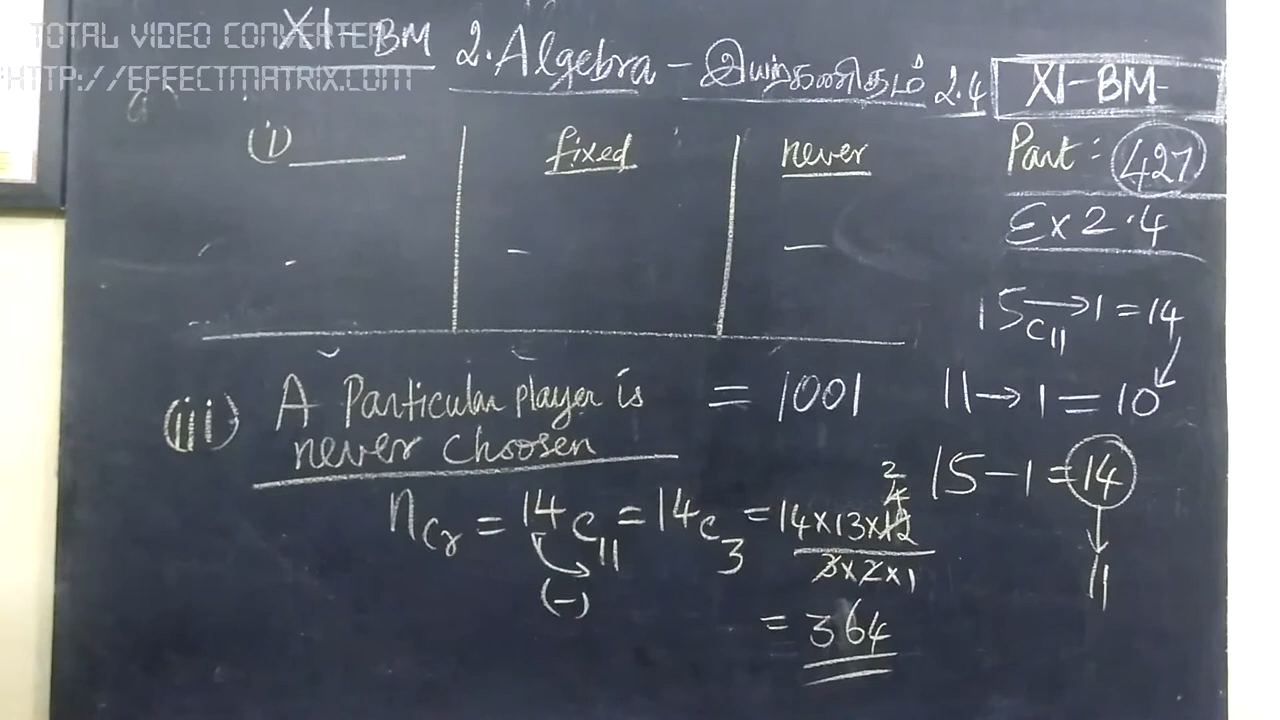 TOTAL VIDEO CONVERTER
HTTP://EFFECTMATRIX.COM
XI-BM 2.Algebra - இயற்கணிதம் 2.4
XI-BM-
Part: 427
Ex 2.4
(i) fixed never
15C11 → 1 = 14
11 → 1 = 10
15 - 1 = 14
11
(iii) A Particular player is = 1001
never choosen
nCr = 14C11 = 14C3 = 14×13×12
3×2×1
(-)
2
4
= 364